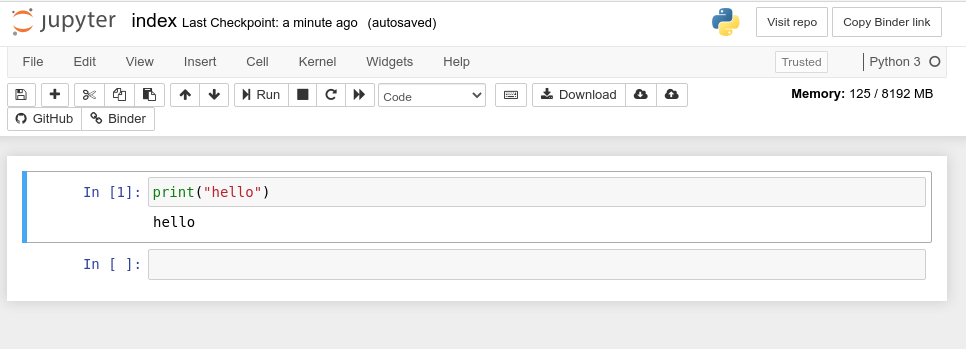 jupyter index Last Checkpoint: a minute ago (autosaved) Visit repo Copy Binder link
File Edit View Insert Cell Kernel Widgets Help Trusted Python 3
Run Code Download Memory: 125 / 8192 MB
GitHub Binder
In [1]: print("hello")
hello
In [ ]: